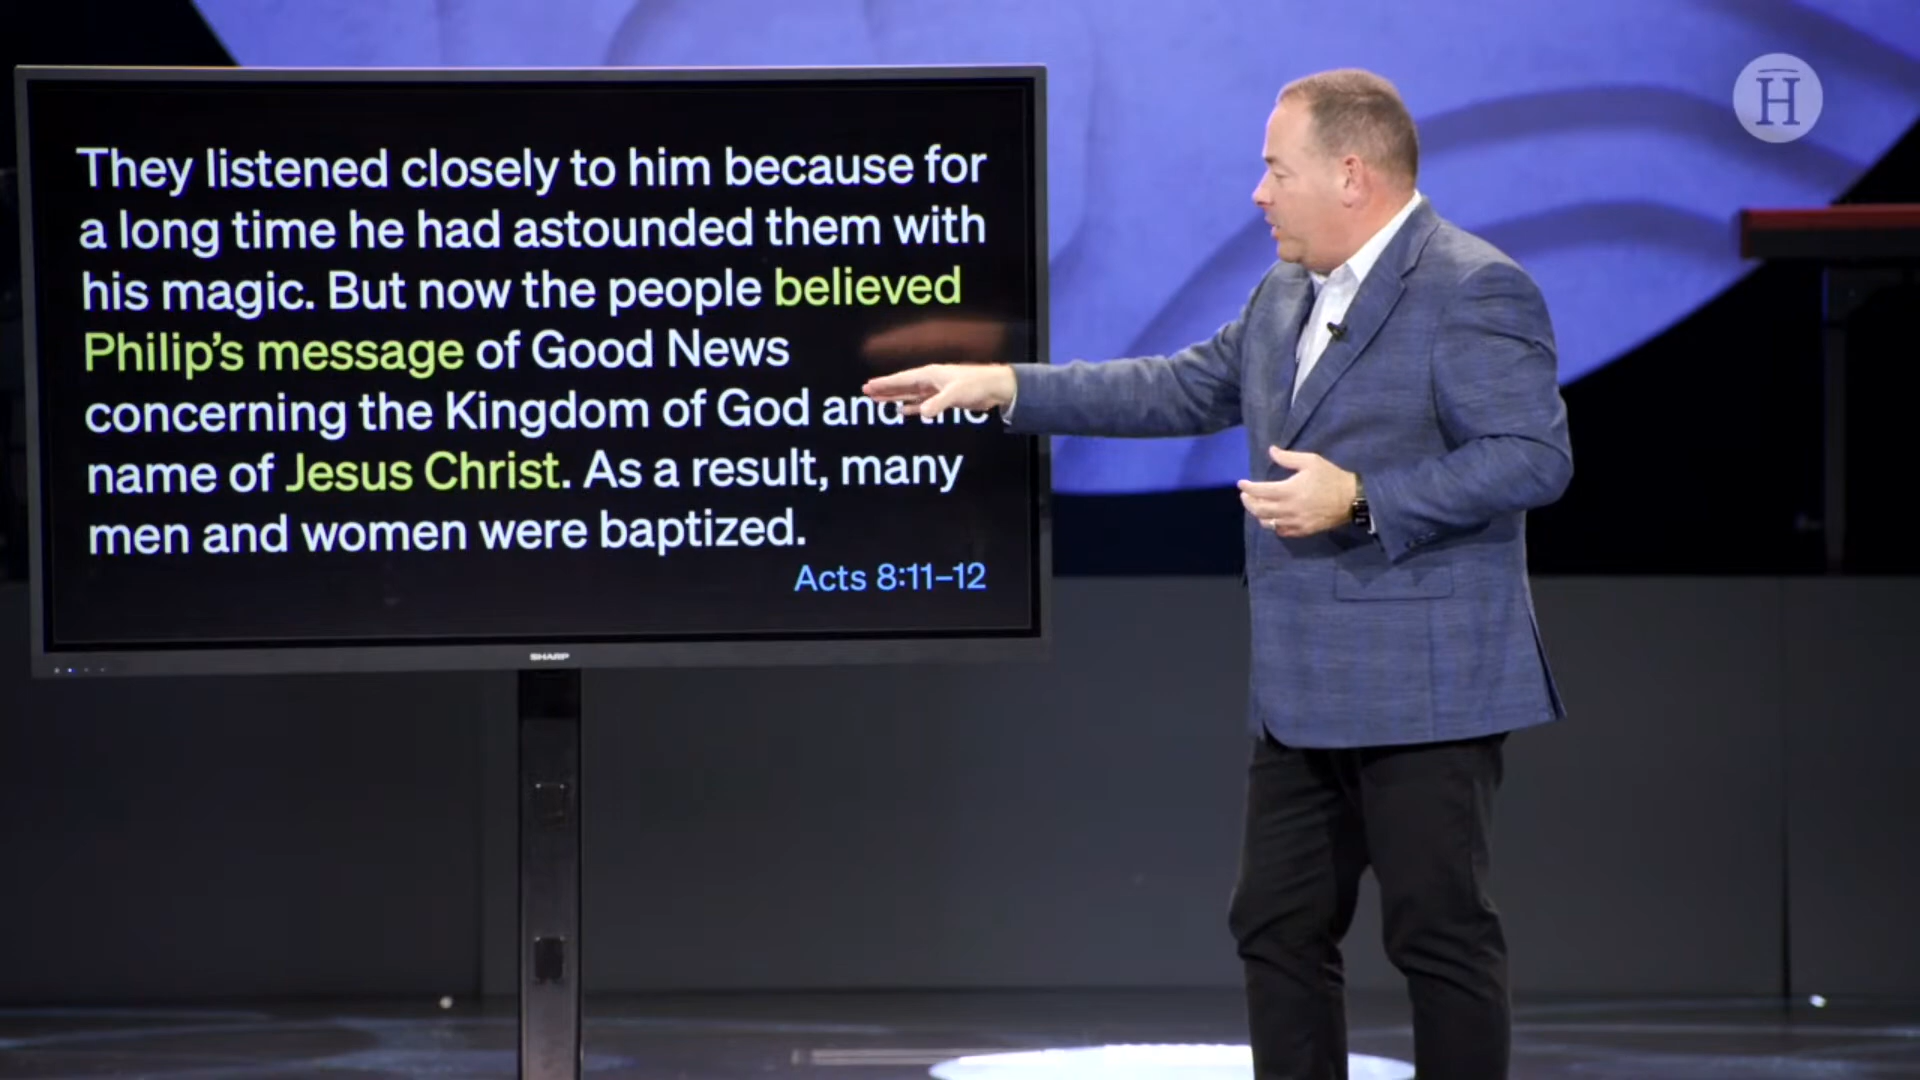 They listened closely to him because for
a long time he had astounded them with
his magic. But now the people believed
Philip's message of Good News
concerning the Kingdom of God and the
name of Jesus Christ. As a result, many
men and women were baptized.
Acts 8:11–12
SHARP
H